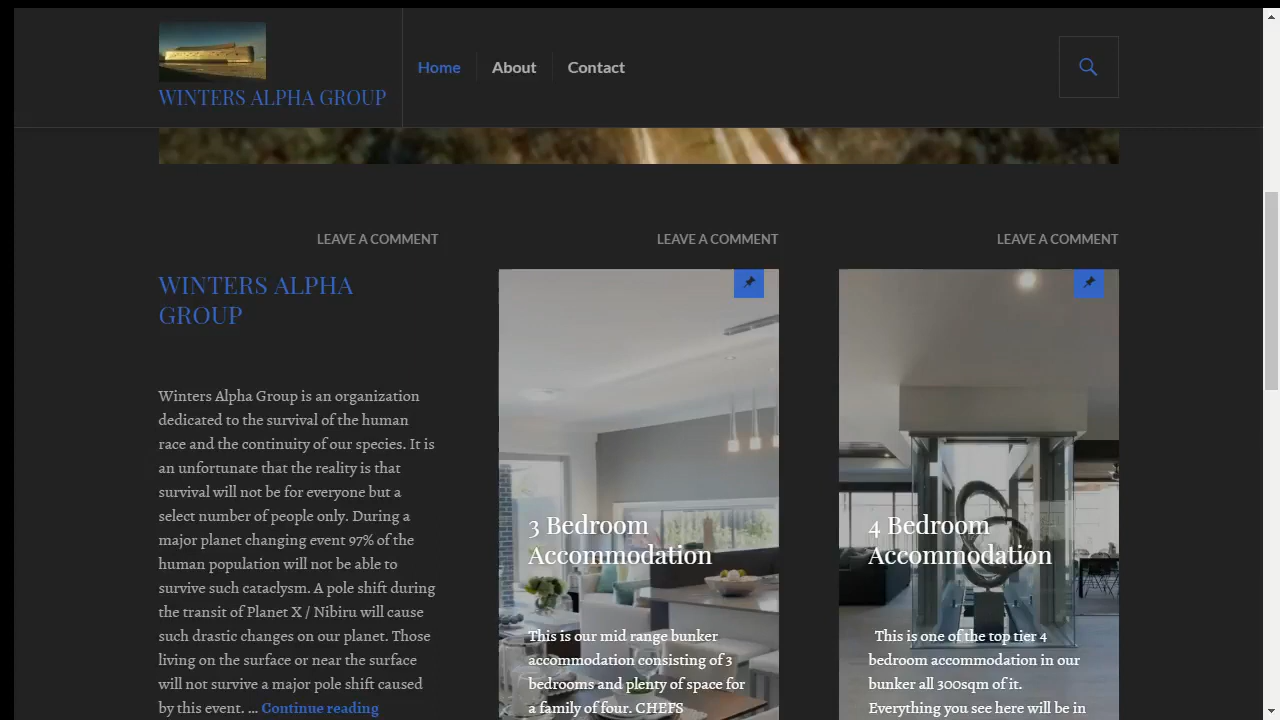 WINTERS ALPHA GROUP
Home
About
Contact
LEAVE A COMMENT
LEAVE A COMMENT
LEAVE A COMMENT
WINTERS ALPHA
GROUP
Winters Alpha Group is an organization
dedicated to the survival of the human
race and the continuity of our species. It is
an unfortunate that the reality is that
survival will not be for everyone but a
select number of people only. During a
major planet changing event 97% of the
human population will not be able to
survive such cataclysm. A pole shift during
the transit of Planet X / Nibiru will cause
such drastic changes on our planet. Those
living on the surface or near the surface
will not survive a major pole shift caused
by this event. ... Continue reading
3 Bedroom
Accommodation
This is our mid range bunker
accommodation consisting of 3
bedrooms and plenty of space for
a family of four. CHEFS
4 Bedroom
Accommodation
This is one of the top tier 4
bedroom accommodation in our
bunker all 300sqm of it.
Everything you see here will be in